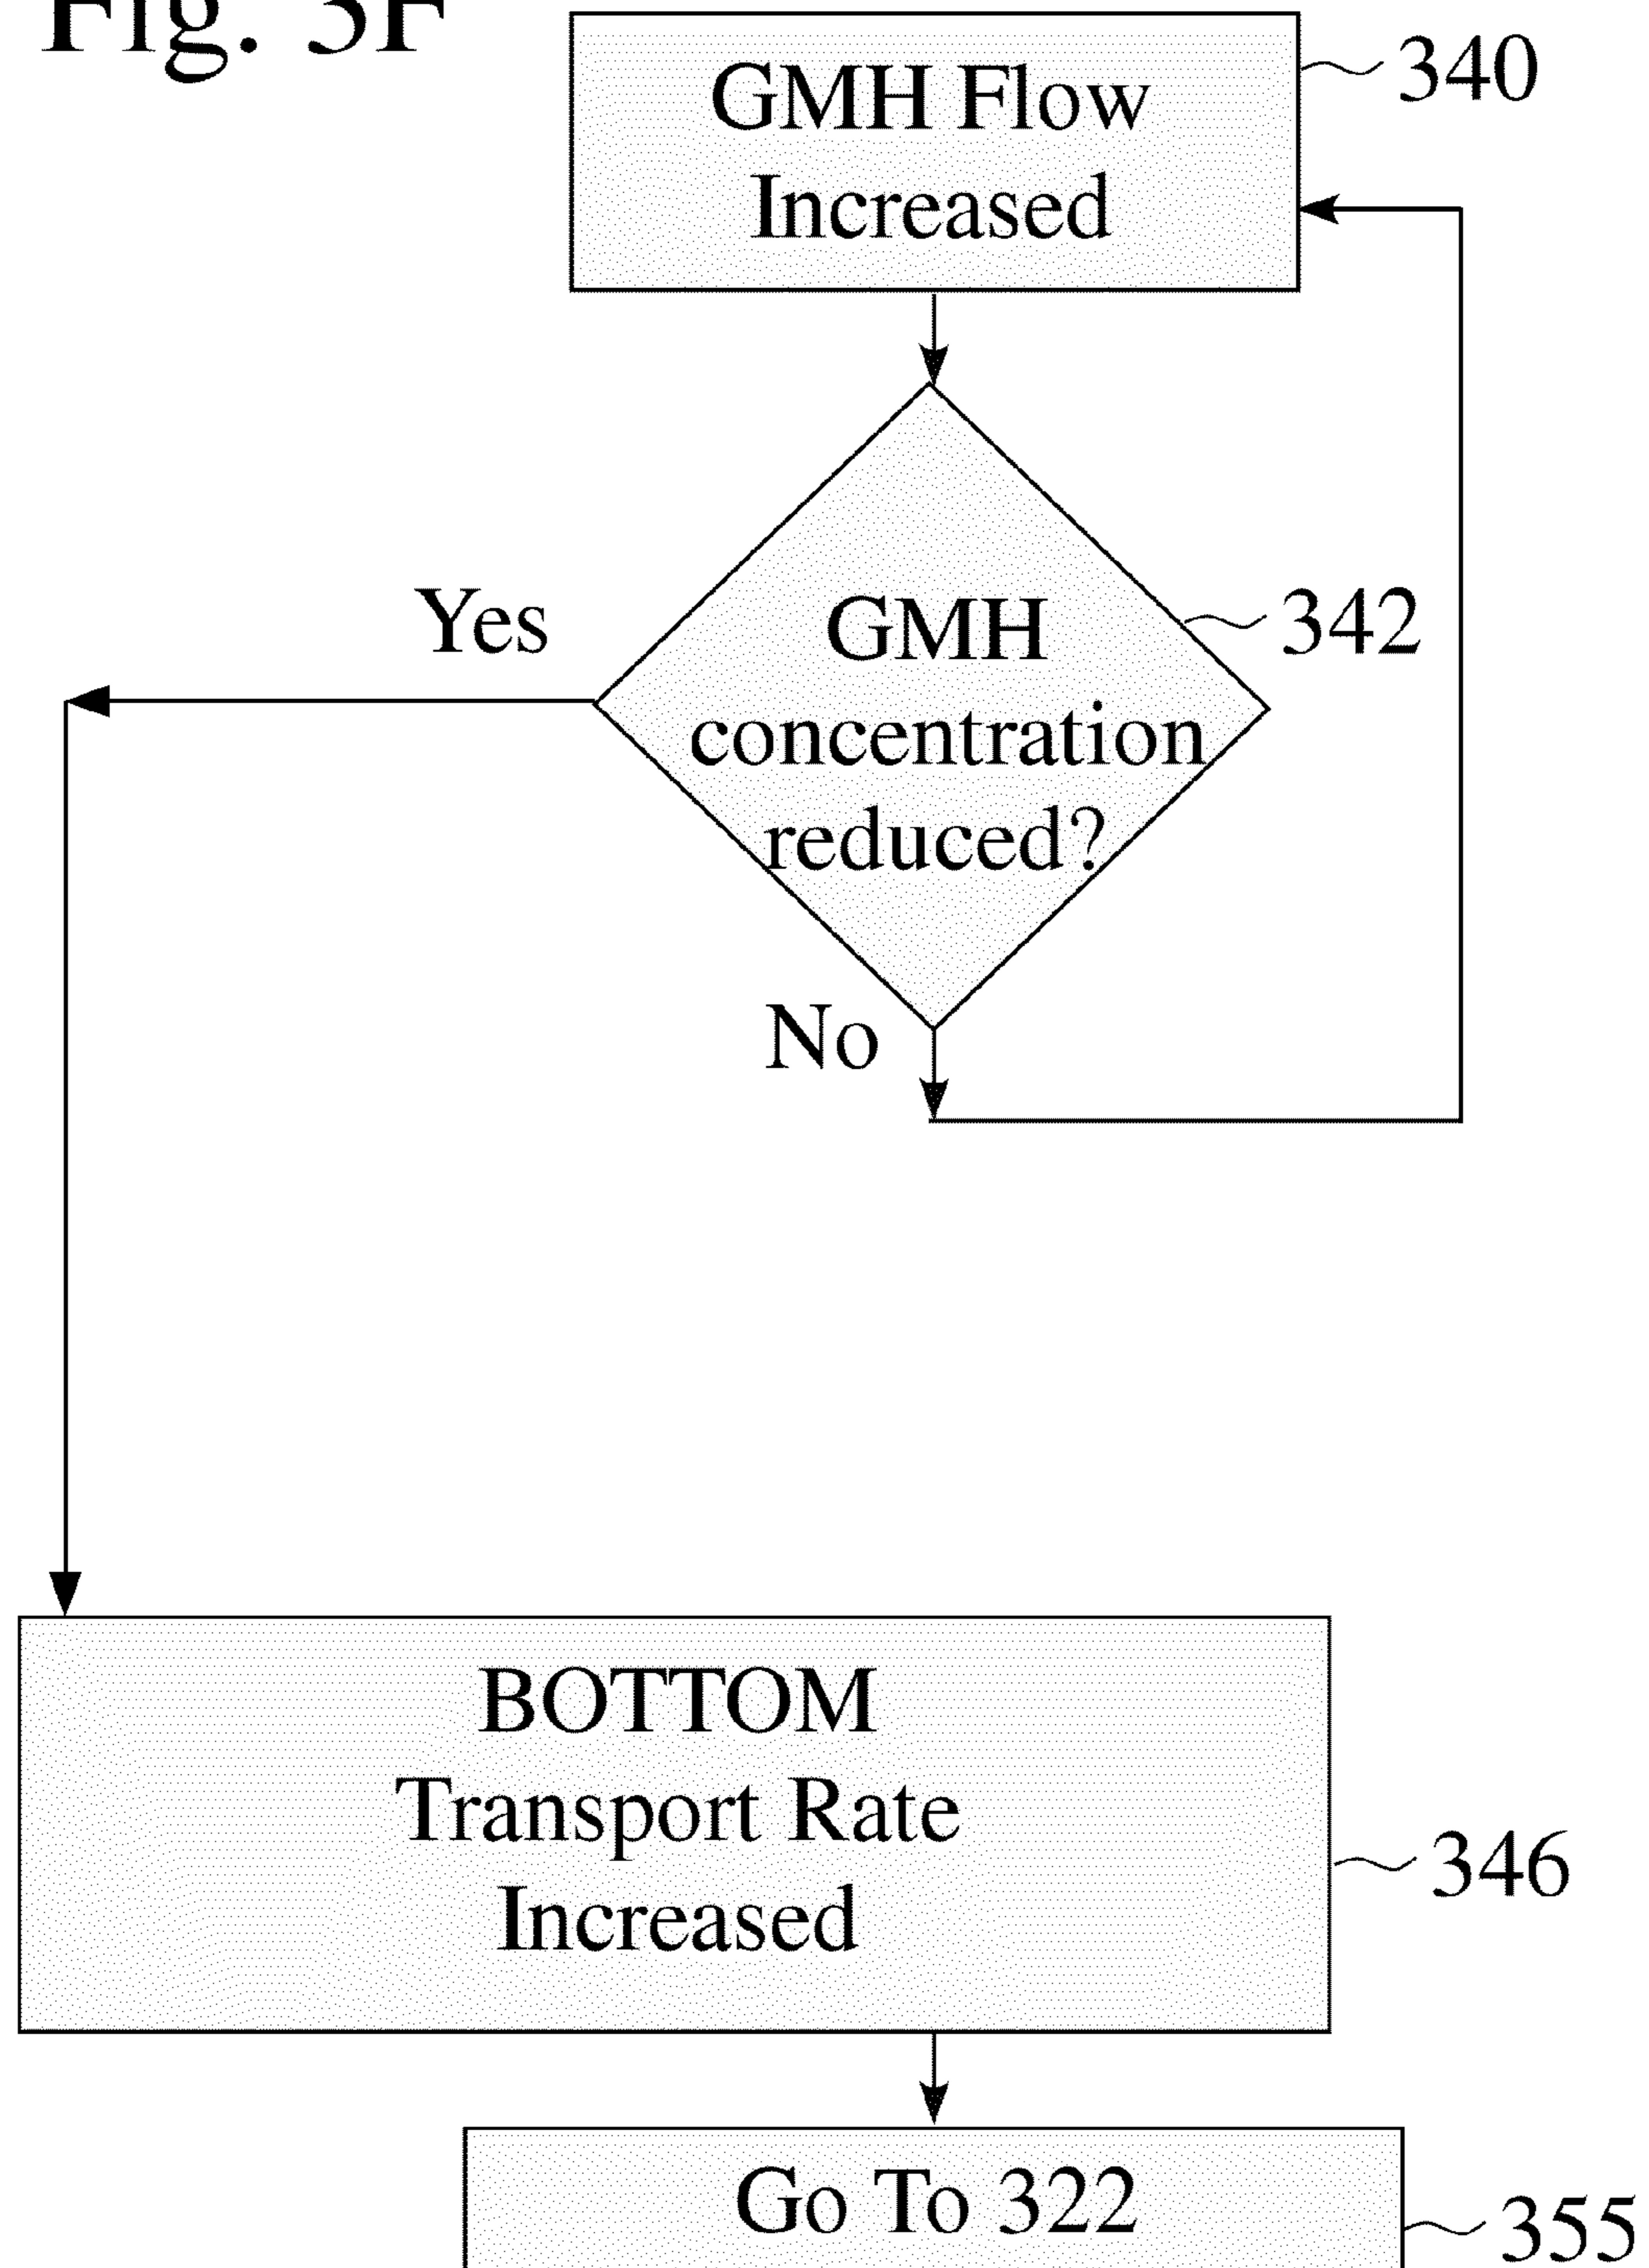 Fig. 3F
GMH Flow
Increased
340
GMH
concentration
reduced?
342
Yes
No
BOTTOM
Transport Rate
Increased
346
Go To 322
355